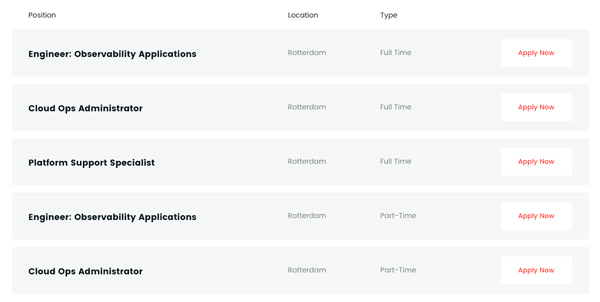 Position Location Type
Engineer: Observability Applications Rotterdam Full Time Apply Now
Cloud Ops Administrator Rotterdam Full Time Apply Now
Platform Support Specialist Rotterdam Full Time Apply Now
Engineer: Observability Applications Rotterdam Part-Time Apply Now
Cloud Ops Administrator Rotterdam Part-Time Apply Now